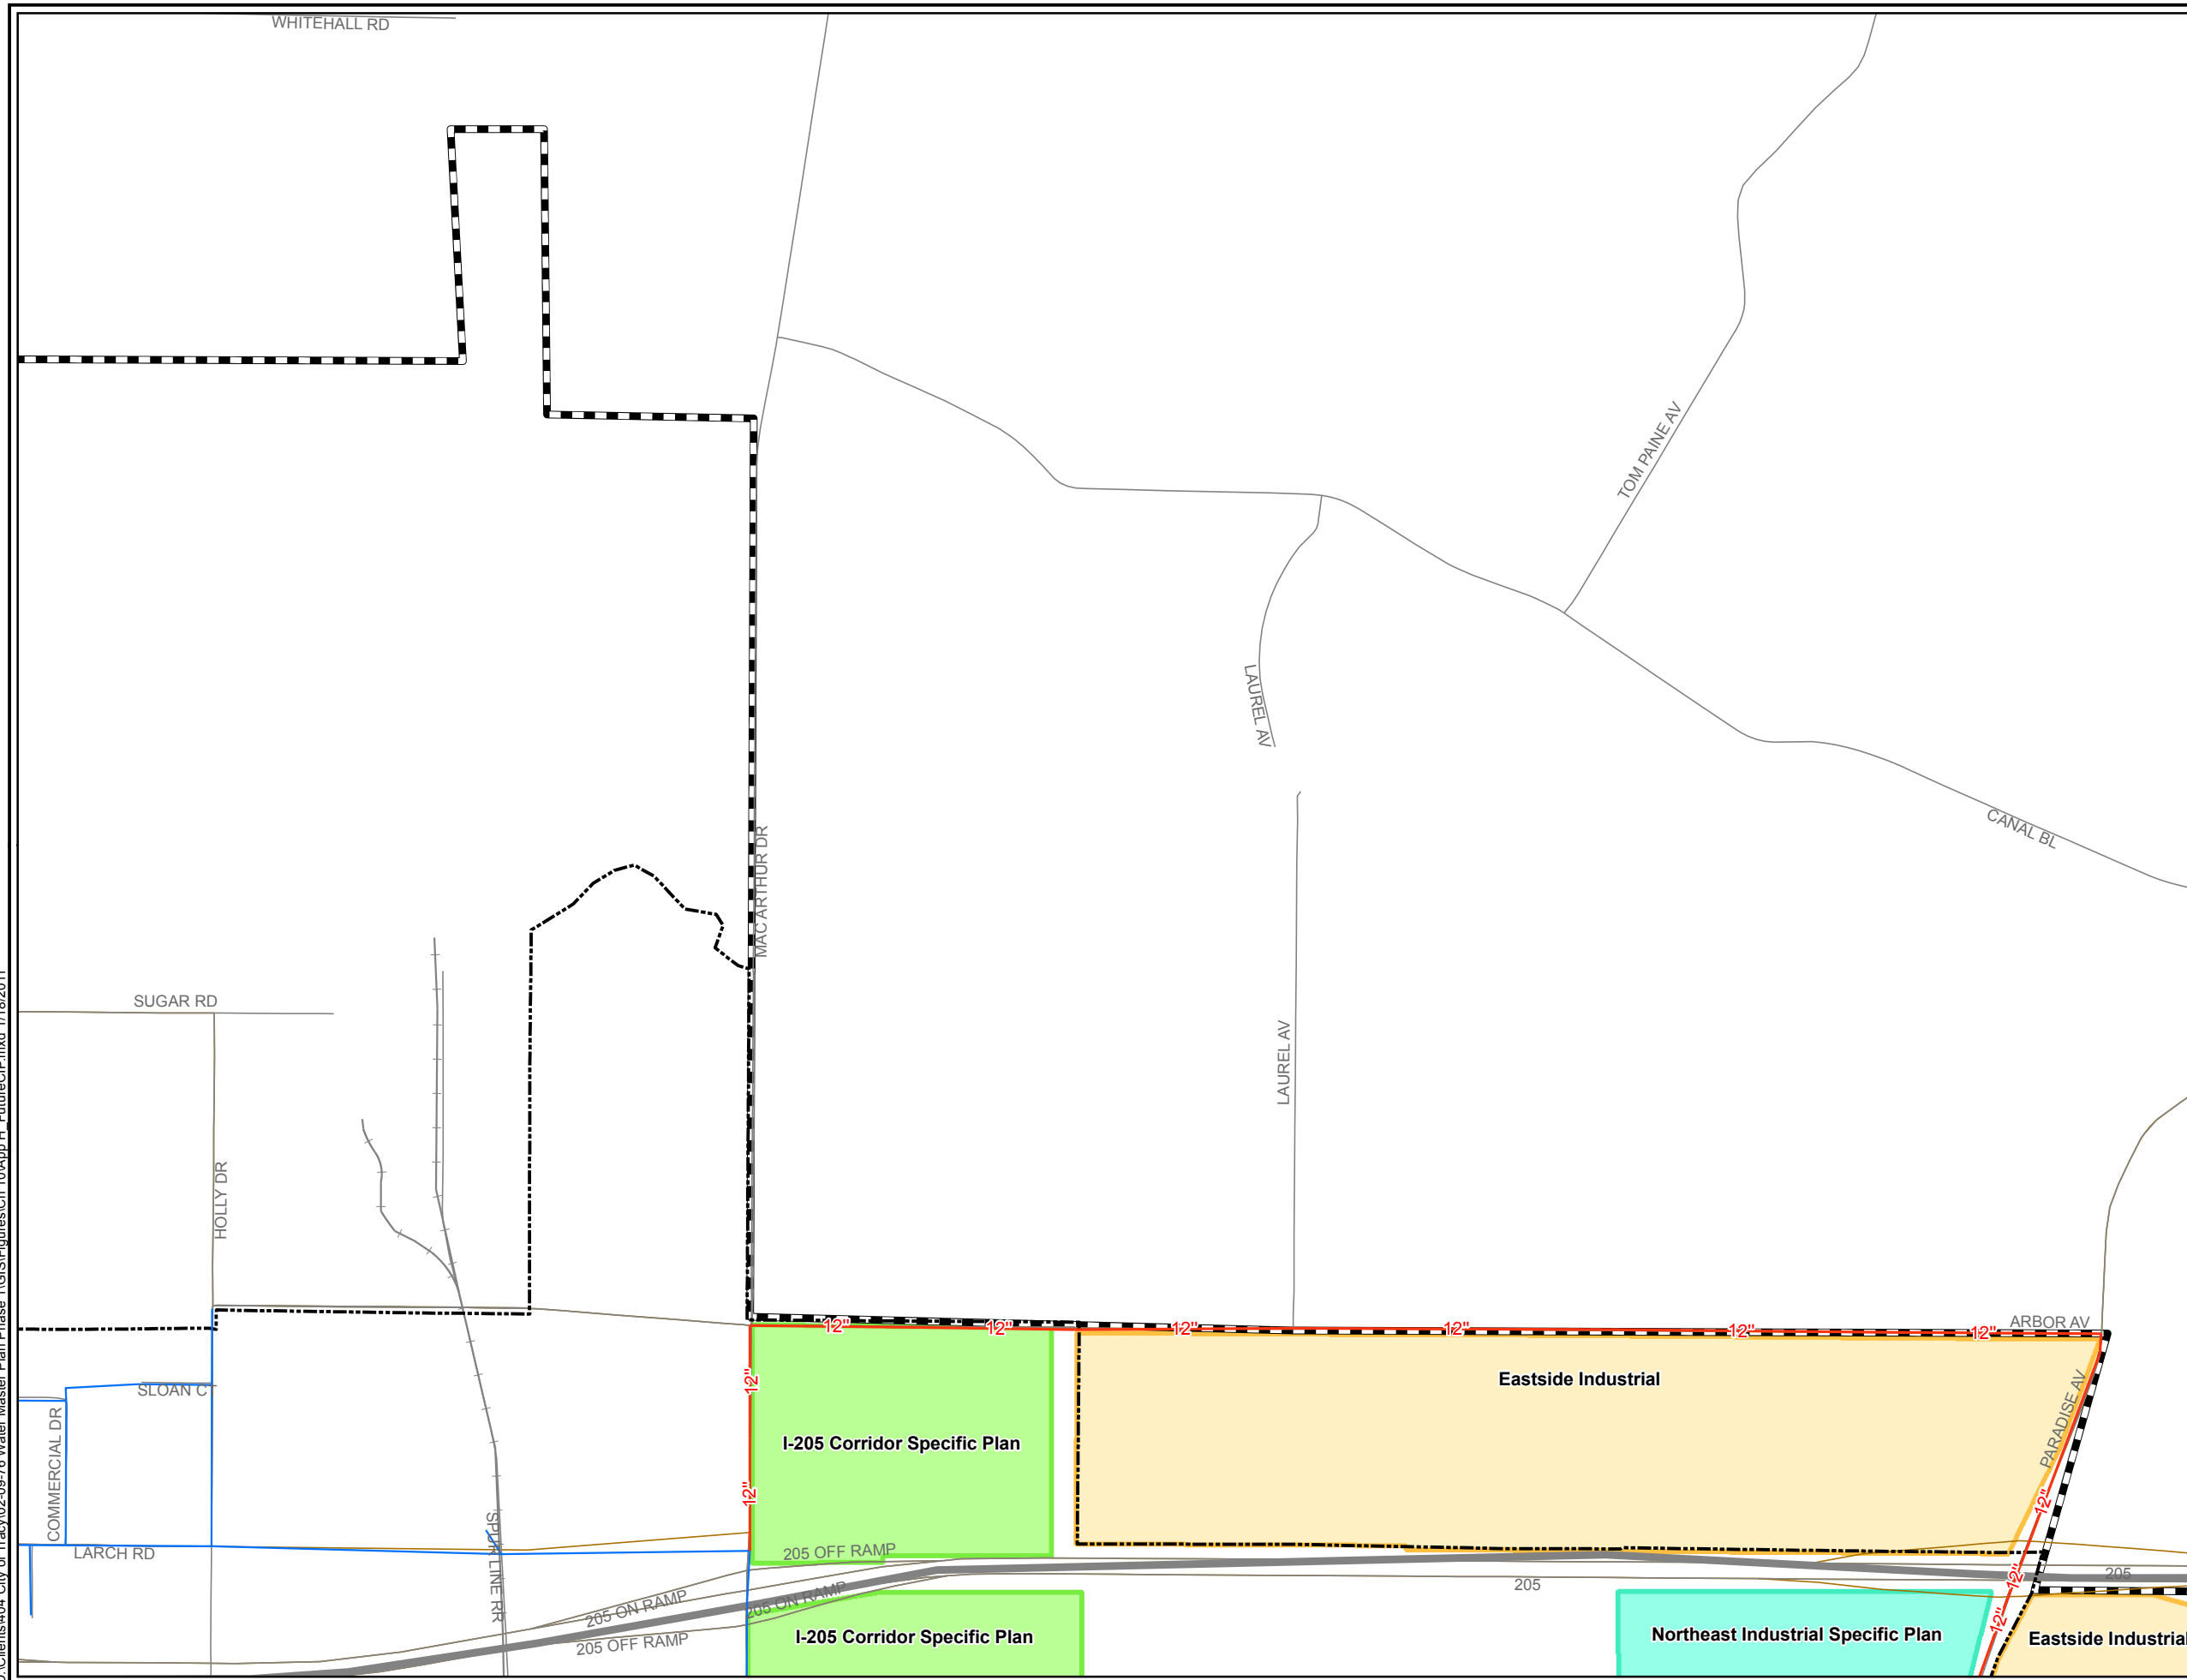 WHITEHALL RD
TOM PAINE AV
LAUREL AV
CANAL BL
MAC ARTHUR DR
SUGAR RD
LAUREL AV
HOLLY DR
ARBOR AV
12"
12"
12"
12"
12"
12"
12"
Eastside Industrial
SLOAN CT
PARADISE AV
COMMERCIAL DR
I-205 Corridor Specific Plan
12"
12"
SPUR LINE RR
LARCH RD
205 OFF RAMP
205
205
12"
205 ON RAMP
205 ON RAMP
12"
205 OFF RAMP
I-205 Corridor Specific Plan
Northeast Industrial Specific Plan
Eastside Industrial